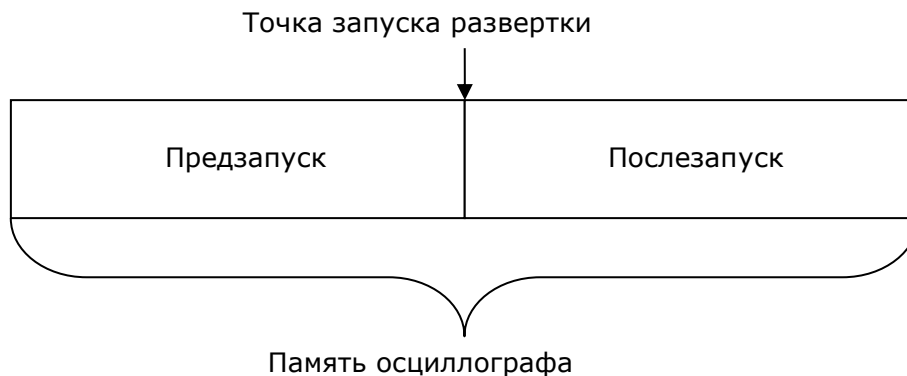 Точка запуска развертки
Предзапуск
Послезапуск
Память осциллографа